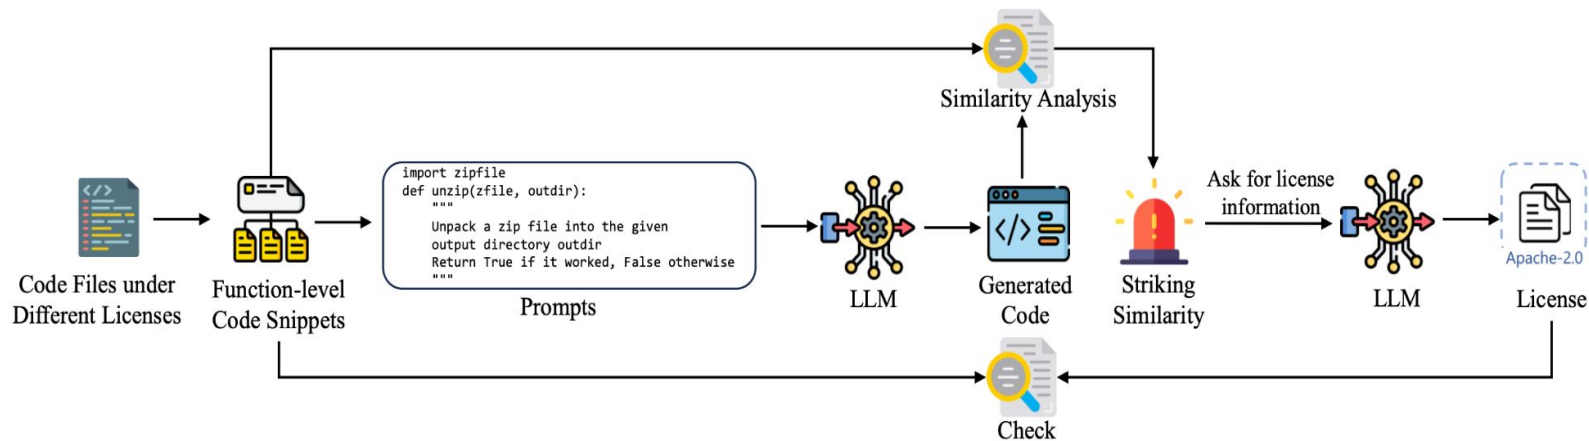 Similarity Analysis
Code Files under
Different Licenses
Function-level
Code Snippets
import zipfile
def unzip(zfile, outdir):
"""
Unpack a zip file into the given
output directory outdir
Return True if it worked, False otherwise
"""
Prompts
LLM
</>
Generated
Code
Striking
Similarity
Ask for license
information
LLM
Apache-2.0
License
Check